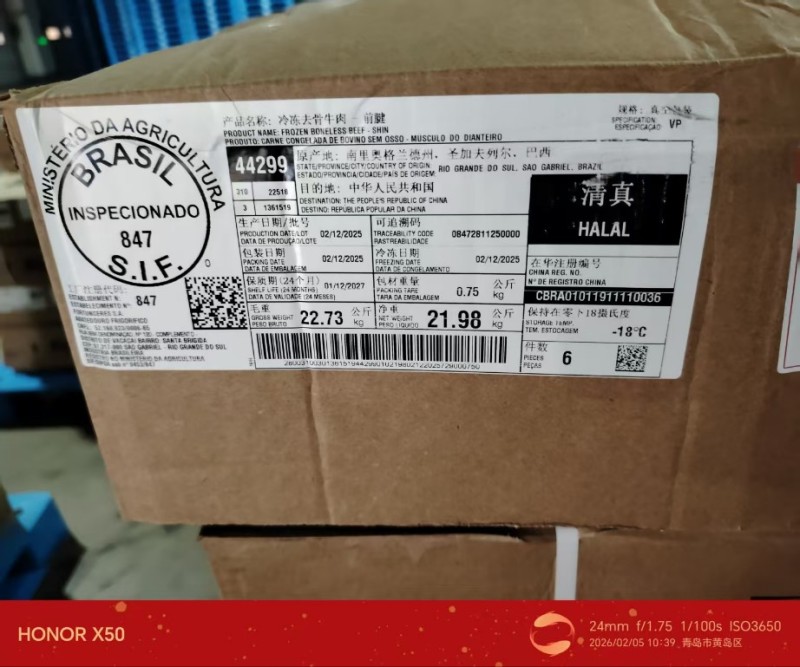 产品名称: 冷冻去骨牛肉 - 前腱
PRODUCT NAME: FROZEN BONELESS BEEF - SHIN
PRODUTO: CARNE CONGELADA DE BOVINO SEM OSSO - MUSCULO DO DIANTEIRO
规格: 真空包装
SPECIFICATION
ESPECIFICAÇÃO VP
MINISTÉRIO DA AGRICULTURA
BRASIL
INSPECIONADO
847
S.I.F.
44299
310 22518
3 1361519
原产地: 南里奥格兰德州, 圣加夫列尔, 巴西
STATE/PROVINCE/CITY/COUNTRY OF ORIGIN
ESTADO/PROVINCIA/CIDADE/PAIS DE ORIGEM
RIO GRANDE DO SUL, SAO GABRIEL, BRAZIL
目的地: 中华人民共和国
DESTINATION: THE PEOPLE'S REPUBLIC OF CHINA
DESTINO: REPUBLICA POPULAR DA CHINA
清真
HALAL
生产日期/批号
PRODUCTION DATE/LOT 02/12/2025
DATA DE PRODUÇÃO/LOTE
可追溯码
TRACEABILITY CODE 08472811250000
RASTREABILIDADE
包装日期
PACKING DATE 02/12/2025
DATA DE EMBALAGEM
冷冻日期
FREEZING DATE 02/12/2025
DATA DE CONGELAMENTO
在华注册编号
CHINA REG. NO.
Nº DE REGISTRO CHINA
CBRA01011911110036
保质期 (24个月)
SHELF LIFE (24 MONTHS) 01/12/2027
DATA DE VALIDADE (24 MESES)
包材重量
PACKING TARE 0.75 公斤 kg
TARA DA EMBALAGEM
保持在零下18摄氏度
STORAGE TEMP.
TEM. ESTOCAGEM -18°C
毛重
GROSS WEIGHT 22.73 公斤 kg
PESO BRUTO
净重
NET WEIGHT 21.98 公斤 kg
PESO LIQUIDO
件数
PIECES 6
PEÇAS
ESTABLISHMENT N. 847
ESTABELECIMENTO Nº.
HONOR X50
24mm f/1.75 1/100s ISO3650
2026/02/05 10:39 青岛市黄岛区